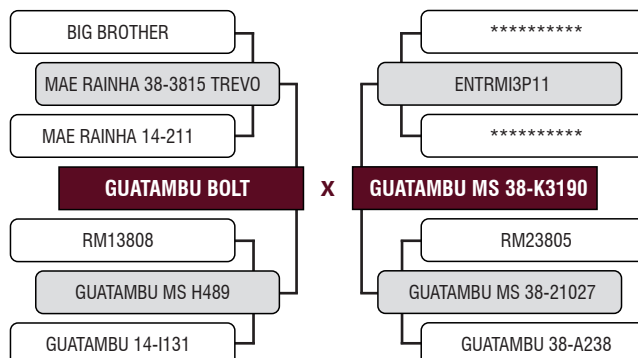 BIG BROTHER
**********
MAE RAINHA 38-3815 TREVO
ENTRMI3P11
MAE RAINHA 14-211
**********
GUATAMBU BOLT X GUATAMBU MS 38-K3190
RM13808
RM23805
GUATAMBU MS H489
GUATAMBU MS 38-21027
GUATAMBU 14-I131
GUATAMBU 38-A238